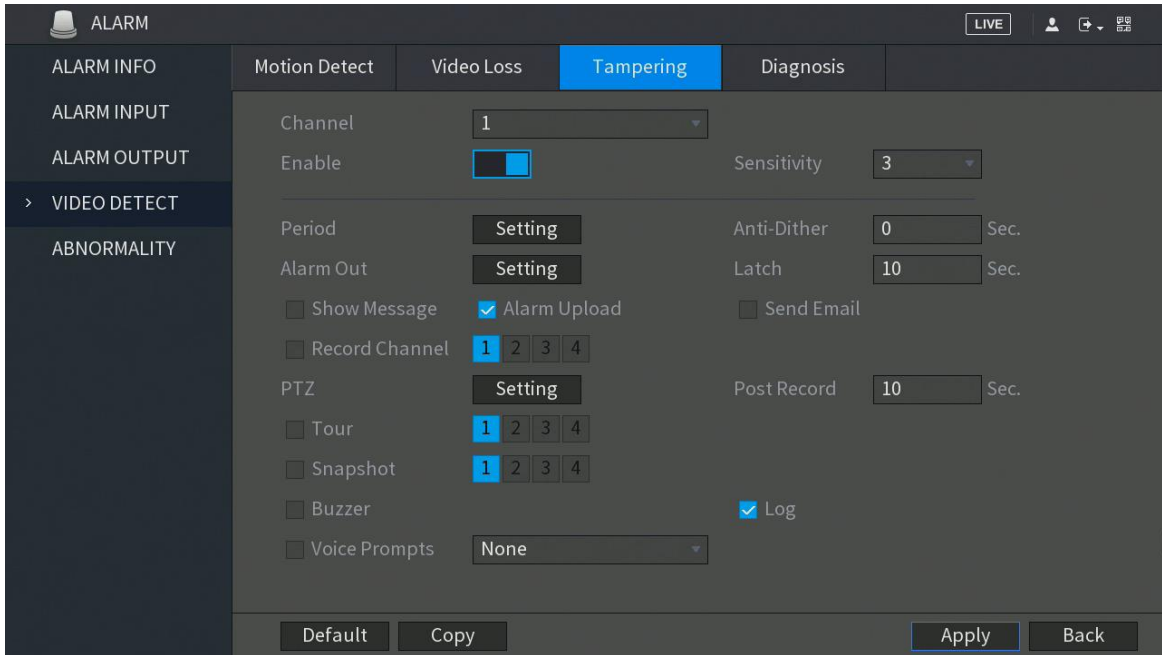 ALARM LIVE
ALARM INFO
ALARM INPUT
ALARM OUTPUT
> VIDEO DETECT
ABNORMALITY
Motion Detect Video Loss Tampering Diagnosis
Channel 1
Enable Sensitivity 3
Period Setting Anti-Dither 0 Sec.
Alarm Out Setting Latch 10 Sec.
Show Message Alarm Upload Send Email
Record Channel 1 2 3 4
PTZ Setting Post Record 10 Sec.
Tour 1 2 3 4
Snapshot 1 2 3 4
Buzzer Log
Voice Prompts None
Default Copy Apply Back